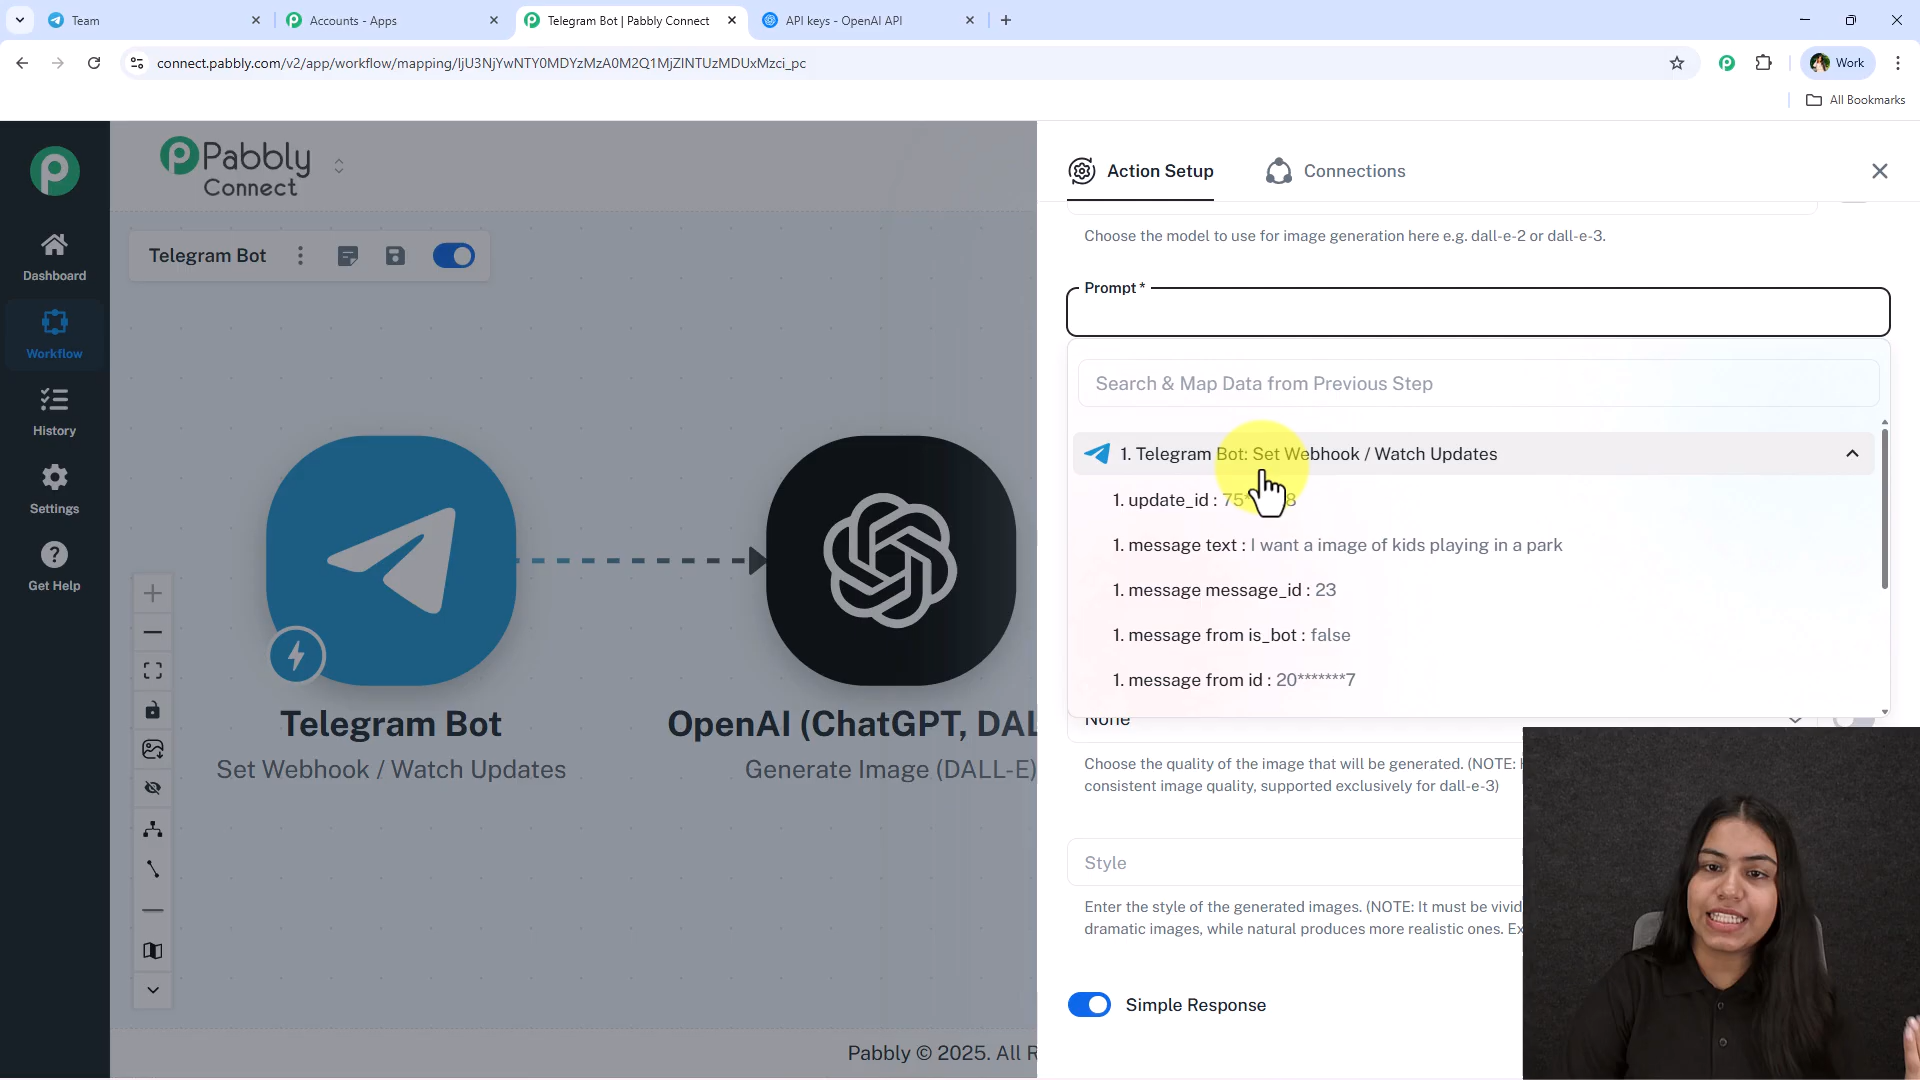 Team
Accounts - Apps
Telegram Bot | Pabbly Connect
API keys - OpenAI API
connect.pabbly.com/v2/app/workflow/mapping/IjU3NjYwNTY0MDYzMzA0M2Q1MjZlNTUzMDUxMzci_pc
Work
All Bookmarks
Pabbly
Connect
Dashboard
Workflow
History
Settings
Get Help
Telegram Bot
Telegram Bot
Set Webhook / Watch Updates
OpenAI (ChatGPT, DAL
Generate Image (DALL-E)
Pabbly © 2025. All R
Action Setup
Connections
Choose the model to use for image generation here e.g. dall-e-2 or dall-e-3.
Prompt *
Search & Map Data from Previous Step
1. Telegram Bot: Set Webhook / Watch Updates
1. update_id : 75* 8
1. message text : I want a image of kids playing in a park
1. message message_id : 23
1. message from is_bot : false
1. message from id : 20*******7
None
Choose the quality of the image that will be generated. (NOTE:
consistent image quality, supported exclusively for dall-e-3)
Style
Enter the style of the generated images. (NOTE: It must be vivid
dramatic images, while natural produces more realistic ones. Ex
Simple Response